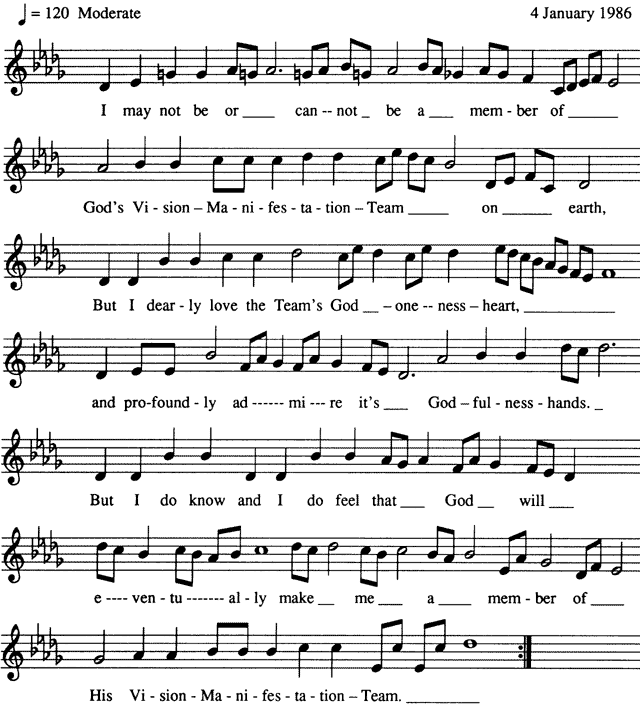 ♩ = 120 Moderate 4 January 1986
I may not be or ____ can -- not _ be a ___ mem - ber of ______
God's Vi - sion – Ma - ni - fes - ta - tion – Team _____ on ______ earth,
But I dear - ly love the Team's God __ – one -- ness – heart, ___________
and pro-found - ly ad ------ mi --- re it's ___ God – ful - ness - hands. _
But I do know and I do feel that ___ God __ will ___
e ---- ven - tu ------- al - ly make __ me ___ a ____ mem - ber of ____
His Vi - sion - Ma - ni - fes - ta - tion – Team. _________